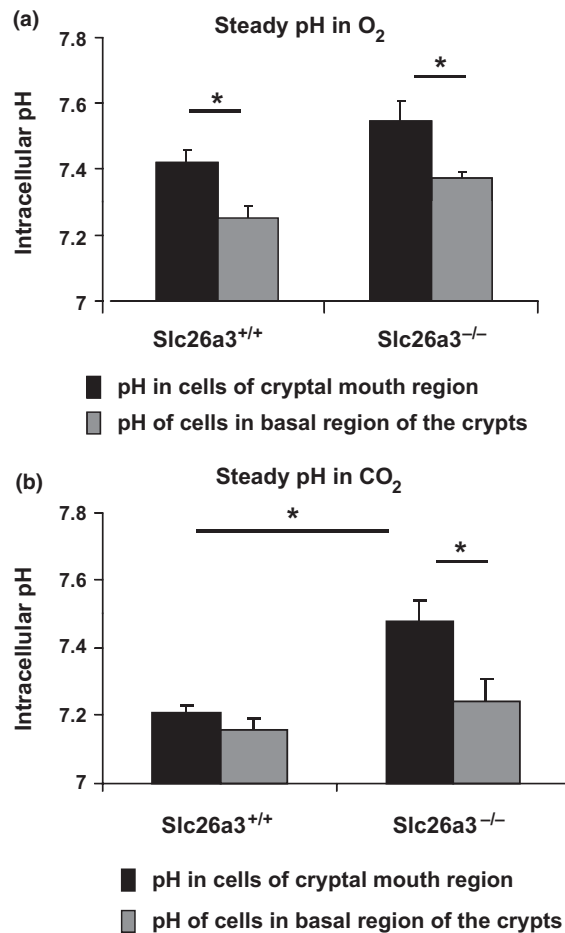 (a)
Steady pH in O₂
Intracellular pH
7.8
7.6
7.4
7.2
7
*
*
Slc26a3⁺/⁺
Slc26a3⁻/⁻
pH in cells of cryptal mouth region
pH of cells in basal region of the crypts
(b)
Steady pH in CO₂
Intracellular pH
7.8
7.6
7.4
7.2
7
*
*
Slc26a3⁺/⁺
Slc26a3⁻/⁻
pH in cells of cryptal mouth region
pH of cells in basal region of the crypts